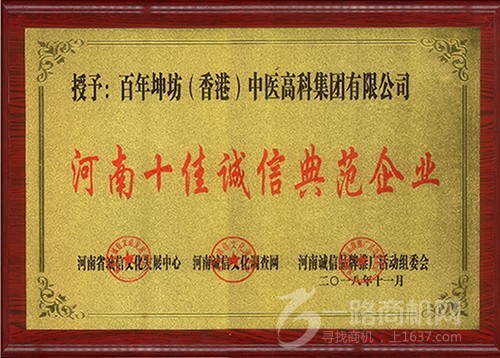 授予：百年坤坊（香港）中医高科集团有限公司
河南十佳诚信典范企业
河南省诚信文化发展中心 河南诚信文化调查网 河南诚信品牌推广活动组委会
二〇一八年十一月
一路商机网
寻找商机，上1637.com